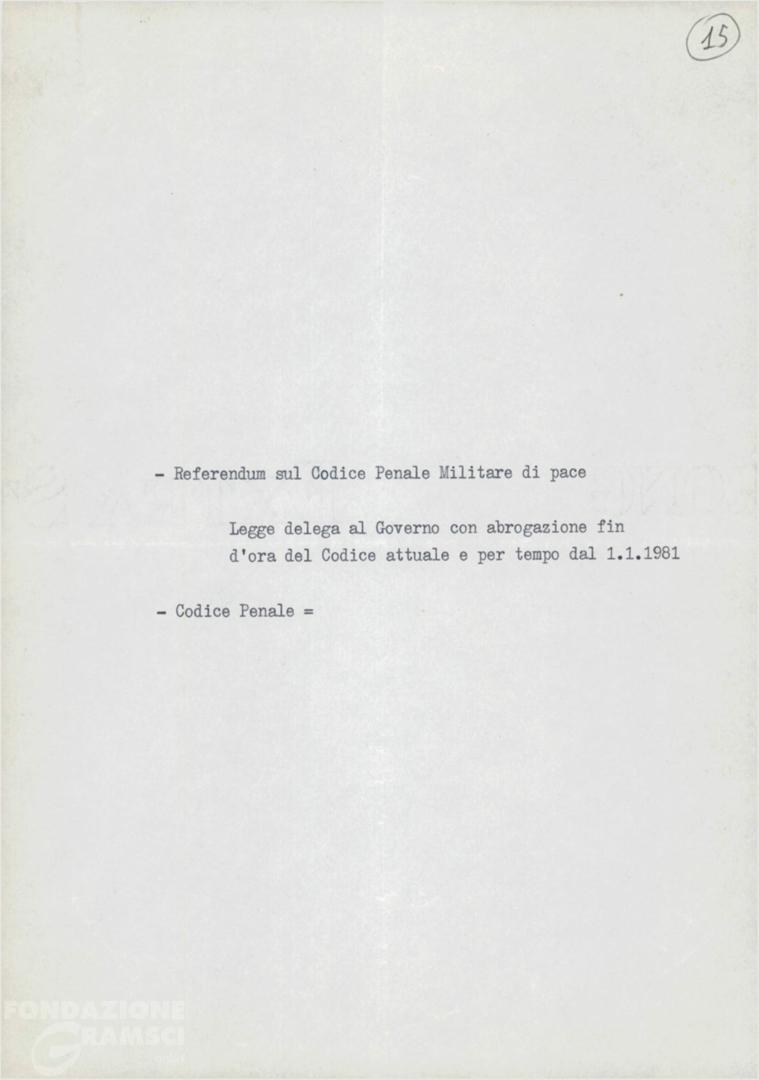 15
- Referendum sul Codice Penale Militare di pace
Legge delega al Governo con abrogazione fin
d'ora del Codice attuale e per tempo dal 1.1.1981
- Codice Penale =
FONDAZIONE
GRAMSCI